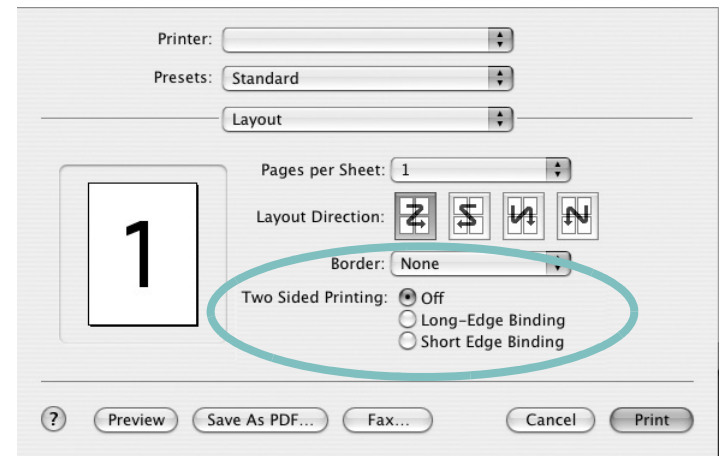 Printer:
Presets: Standard
Layout
Pages per Sheet: 1
Layout Direction:
1
Border: None
Two Sided Printing: Off
Long-Edge Binding
Short Edge Binding
? Preview Save As PDF... Fax... Cancel Print